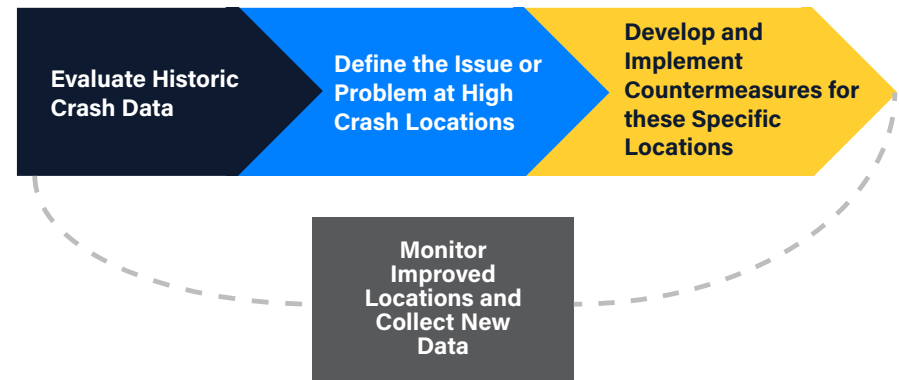 Evaluate Historic
Crash Data
Define the Issue or
Problem at High
Crash Locations
Develop and
Implement
Countermeasures for
these Specific
Locations
Monitor
Improved
Locations and
Collect New
Data